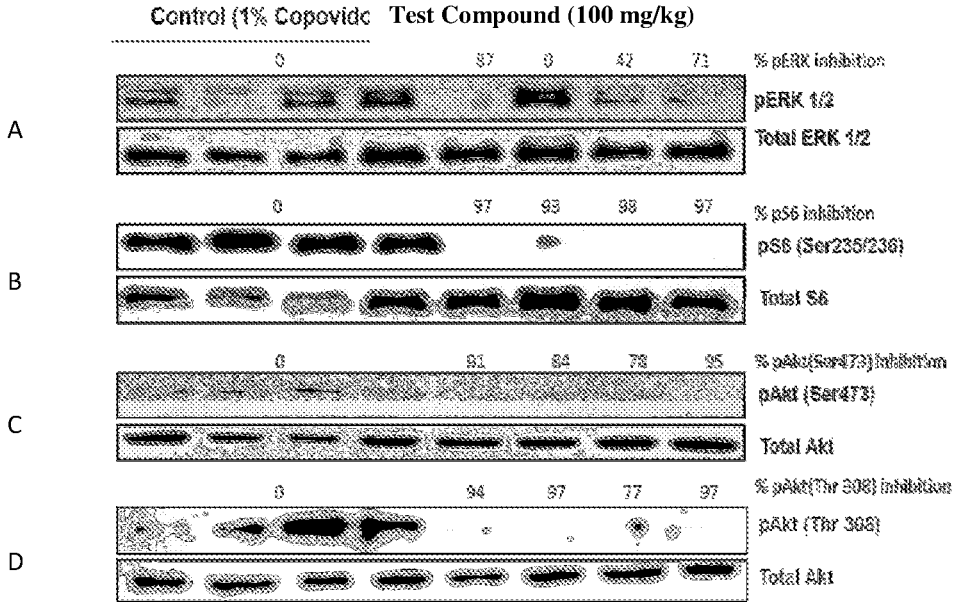 Control (1% Copovidc Test Compound (100 mg/kg)
0 87 0 42 71 % pERK inhibition
A pERK 1/2
Total ERK 1/2
0 97 93 98 97 % pS6 inhibition
B pS6 (Ser235/236)
Total S6
0 81 84 78 95 % pAkt(Ser473) inhibition
C pAkt (Ser473)
Total Akt
0 94 97 77 97 % pAkt(Thr 308) inhibition
D pAkt (Thr 308)
Total Akt